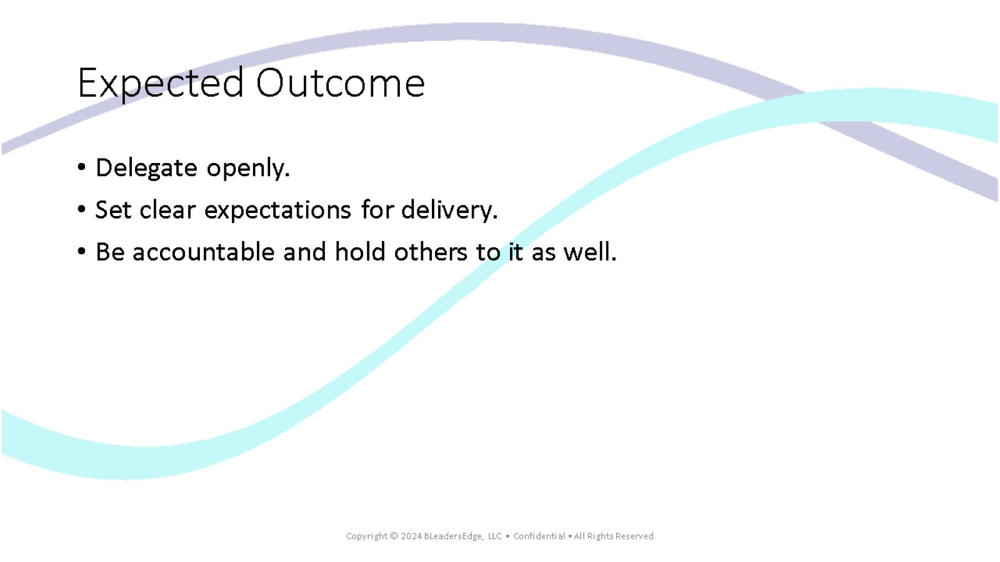 Expected Outcome
• Delegate openly.
• Set clear expectations for delivery.
• Be accountable and hold others to it as well.
Copyright © 2024 BLeadersEdge, LLC • Confidential • All Rights Reserved